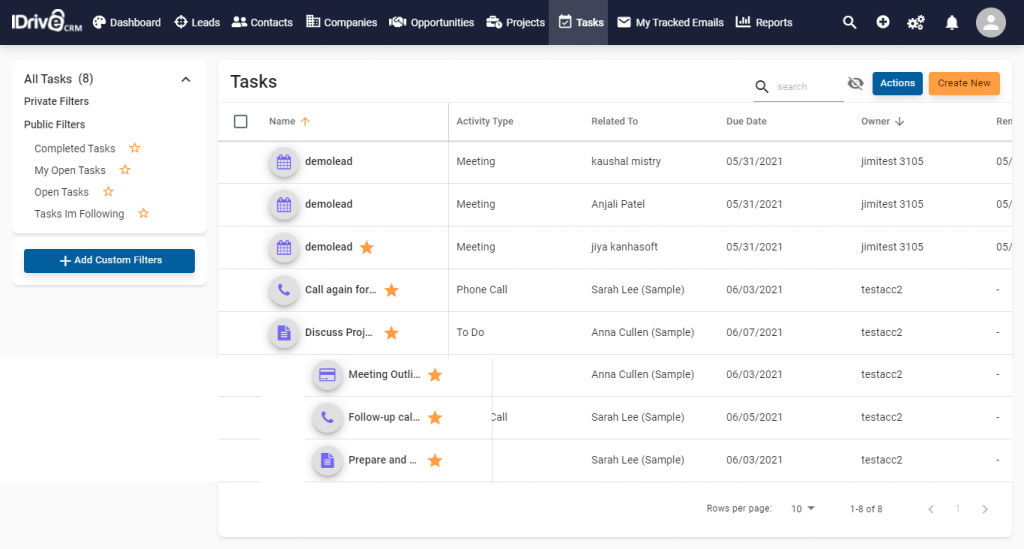 IDrive CRM Dashboard Leads Contacts Companies Opportunities Projects Tasks My Tracked Emails Reports
All Tasks (8)
Private Filters
Public Filters
Completed Tasks
My Open Tasks
Open Tasks
Tasks Im Following
Add Custom Filters
Tasks search Actions Create New
Name Activity Type Related To Due Date Owner Ren
demolead Meeting kaushal mistry 05/31/2021 jimitest 3105 05/
demolead Meeting Anjali Patel 05/31/2021 jimitest 3105 05/
demolead Meeting jiya kanhasoft 05/31/2021 jimitest 3105 05/
Call again for... Phone Call Sarah Lee (Sample) 06/03/2021 testacc2 -
Discuss Proj... To Do Anna Cullen (Sample) 06/07/2021 testacc2 -
Meeting Outli... Anna Cullen (Sample) 06/03/2021 testacc2 -
Follow-up cal... Call Sarah Lee (Sample) 06/05/2021 testacc2 -
Prepare and ... Sarah Lee (Sample) 06/03/2021 testacc2 -
Rows per page: 10 1-8 of 8 1